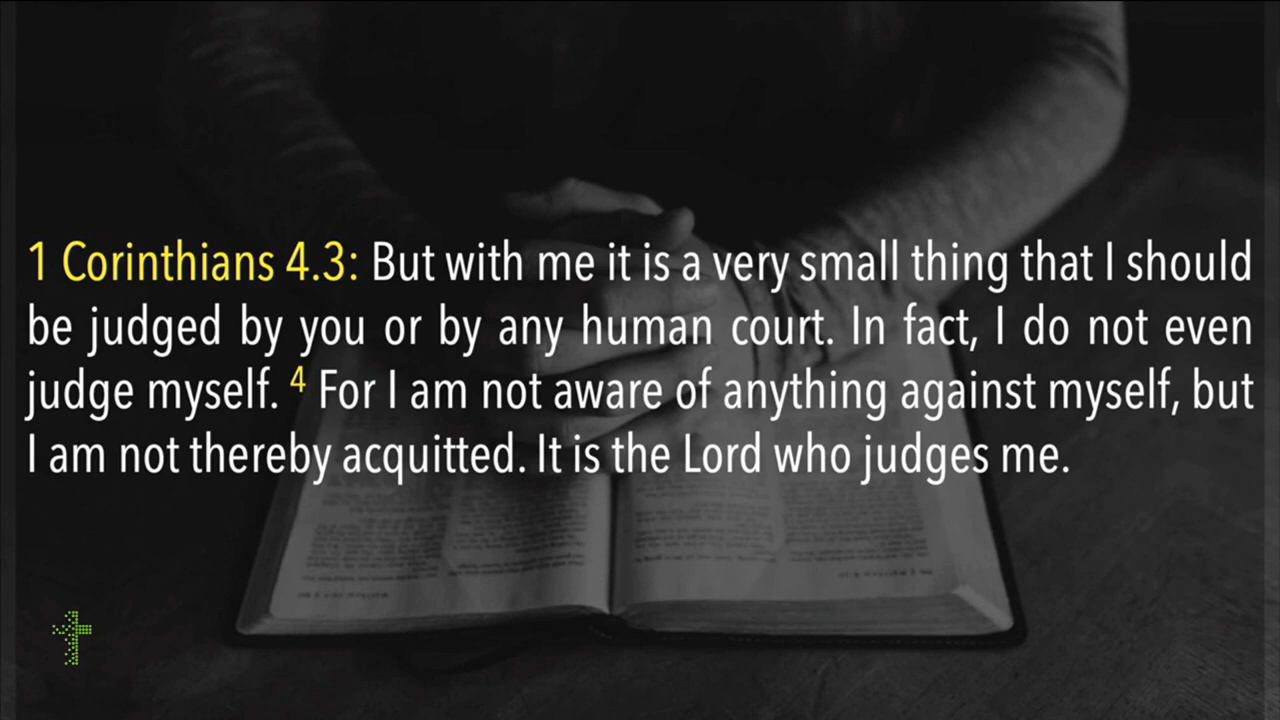 1 Corinthians 4.3: But with me it is a very small thing that I should
be judged by you or by any human court. In fact, I do not even
judge myself. 4 For I am not aware of anything against myself, but
I am not thereby acquitted. It is the Lord who judges me.